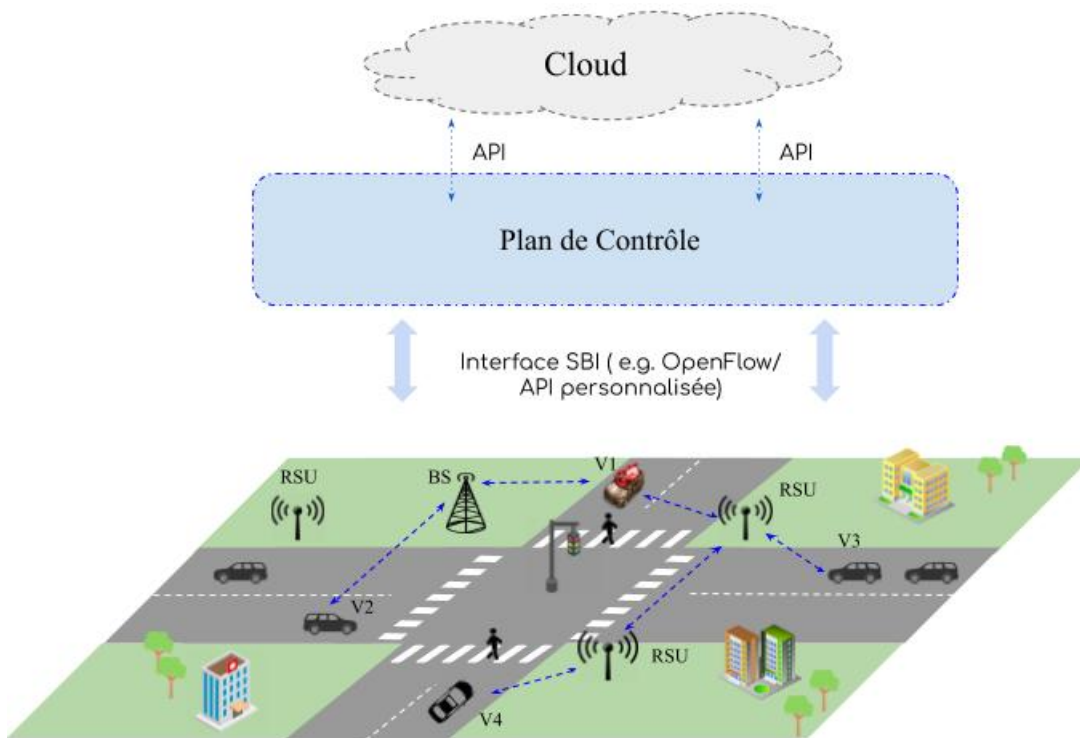 Cloud
API
API
Plan de Contrôle
Interface SBI ( e.g. OpenFlow/
API personnalisée)
RSU
BS
V1
RSU
V3
V2
RSU
V4